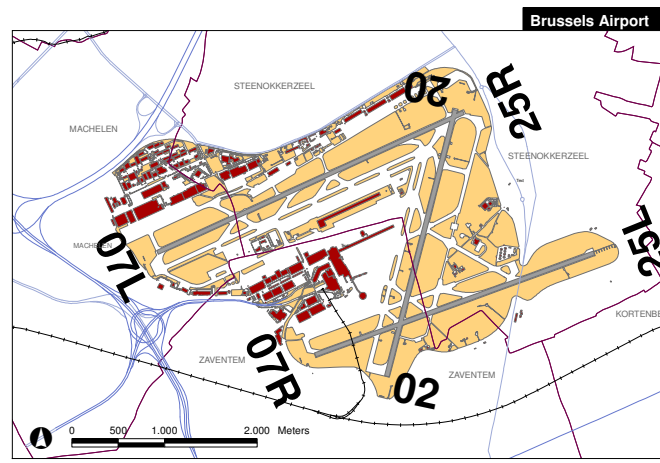 Brussels Airport
STEENOKKERZEEL
20
25R
MACHELEN
STEENOKKERZEEL
MACHELEN
07L
25L
KORTENBE
07R
ZAVENTEM
02
ZAVENTEM
0 500 1.000 2.000 Meters